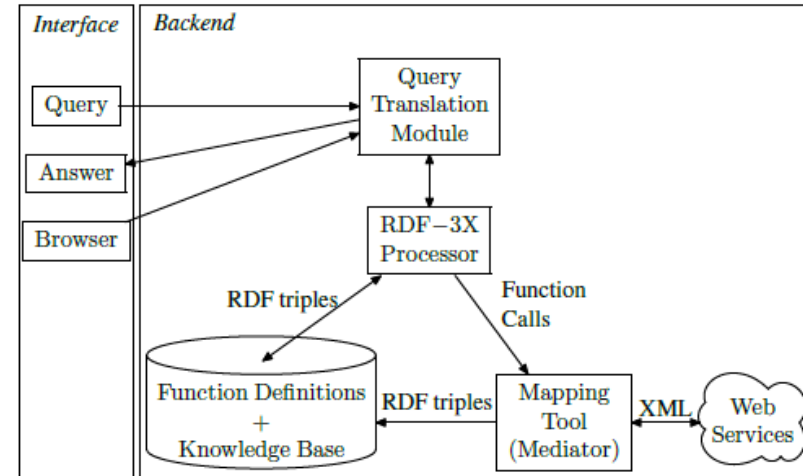 Interface
Backend
Query
Answer
Browser
Query
Translation
Module
RDF−3X
Processor
RDF triples
Function
Calls
Function Definitions
+
Knowledge Base
RDF triples
Mapping
Tool
(Mediator)
XML
Web
Services